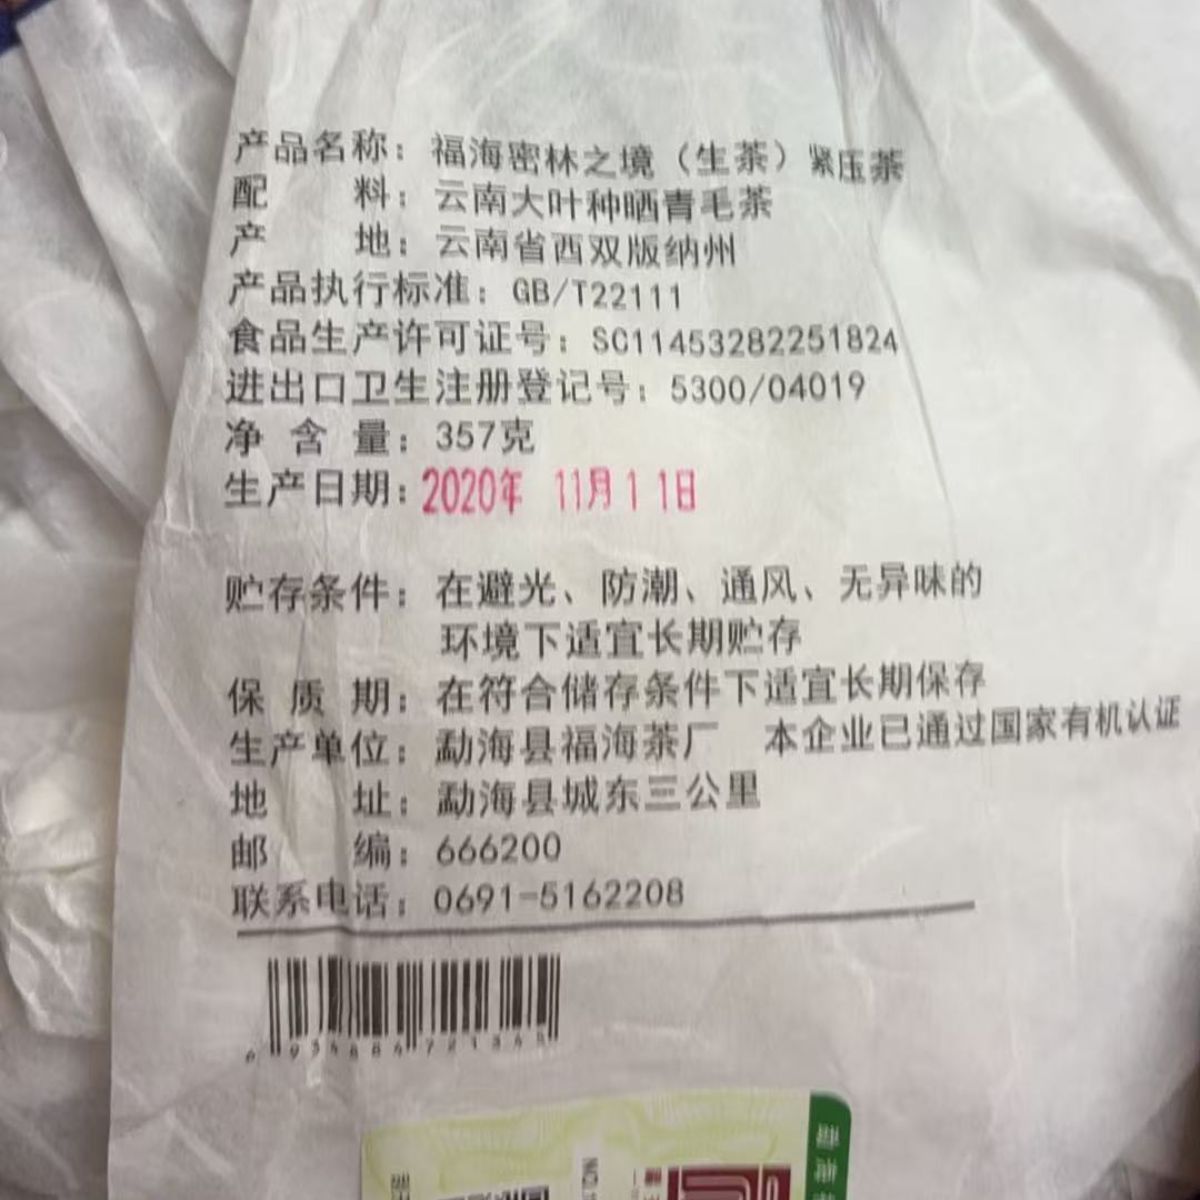 产品名称：福海密林之境（生茶）紧压茶
配 料：云南大叶种晒青毛茶
产 地：云南省西双版纳州
产品执行标准：GB/T22111
食品生产许可证号：SC11453282251824
进出口卫生注册登记号：5300/04019
净 含 量：357克
生产日期：2020年 11月11日
贮存条件：在避光、防潮、通风、无异味的
环境下适宜长期贮存
保 质 期：在符合储存条件下适宜长期保存
生产单位：勐海县福海茶厂 本企业已通过国家有机认证
地 址：勐海县城东三公里
邮 编：666200
联系电话：0691-5162208